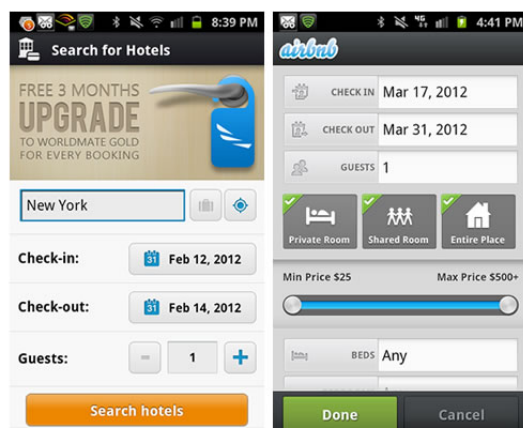 8:39 PM
Search for Hotels
FREE 3 MONTHS
UPGRADE
TO WORLDMATE GOLD
FOR EVERY BOOKING
New York
Check-in:
31
Feb 12, 2012
Check-out:
31
Feb 14, 2012
Guests:
- 1 +
Search hotels
4G
4:41 PM
airbnb
CHECK IN Mar 17, 2012
CHECK OUT Mar 31, 2012
GUESTS 1
Private Room
Shared Room
Entire Place
Min Price $25
Max Price $500+
BEDS Any
Done
Cancel